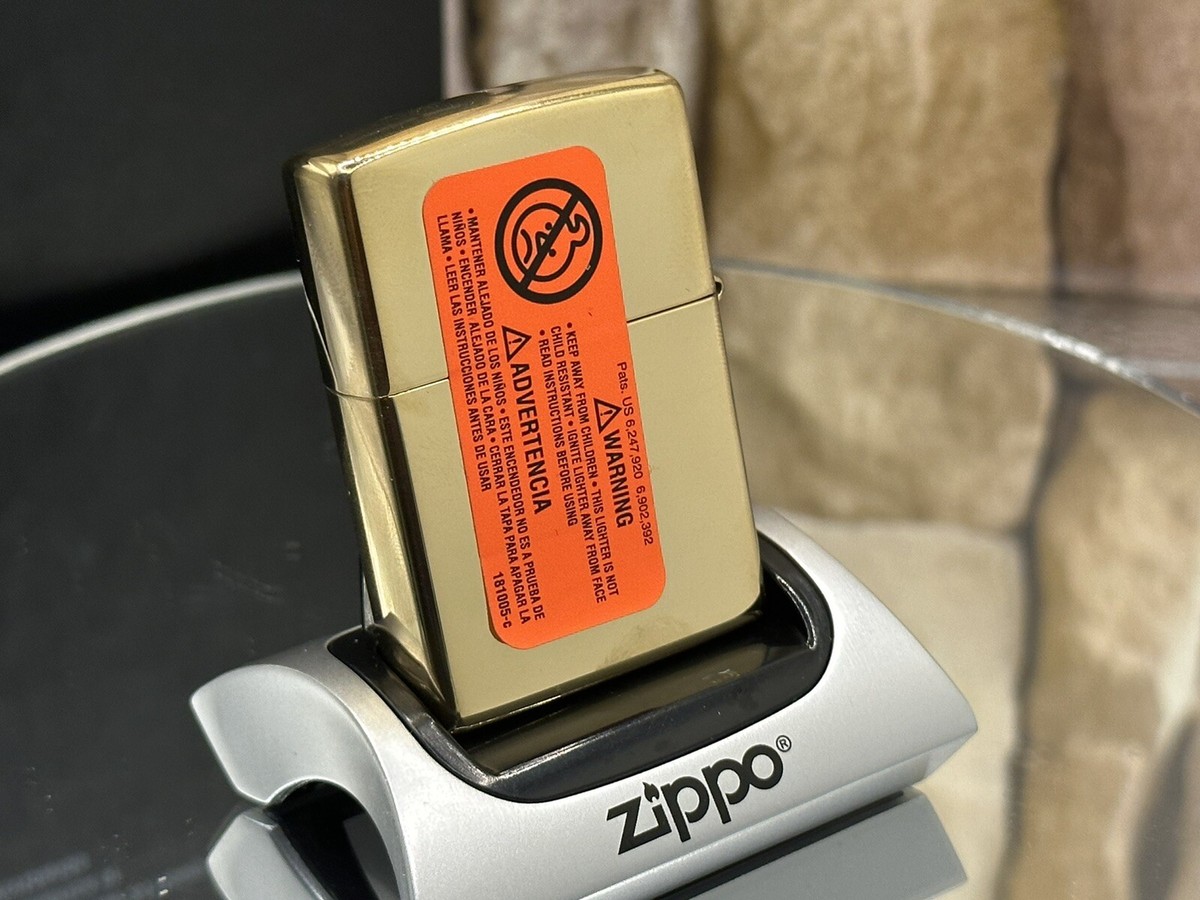 Pats. US 6,247,920 6,902,392
⚠WARNING
• KEEP AWAY FROM CHILDREN • THIS LIGHTER IS NOT
CHILD RESISTANT • IGNITE LIGHTER AWAY FROM FACE
• READ INSTRUCTIONS BEFORE USING
⚠ADVERTENCIA
• MANTENER ALEJADO DE LOS NIÑOS • ESTE ENCENDEDOR NO ES A PRUEBA DE
NIÑOS • ENCENDER ALEJADO DE LA CARA • CERRAR LA TAPA PARA APAGAR LA
LLAMA • LEER LAS INSTRUCCIONES ANTES DE USAR
181005-c
zippo®